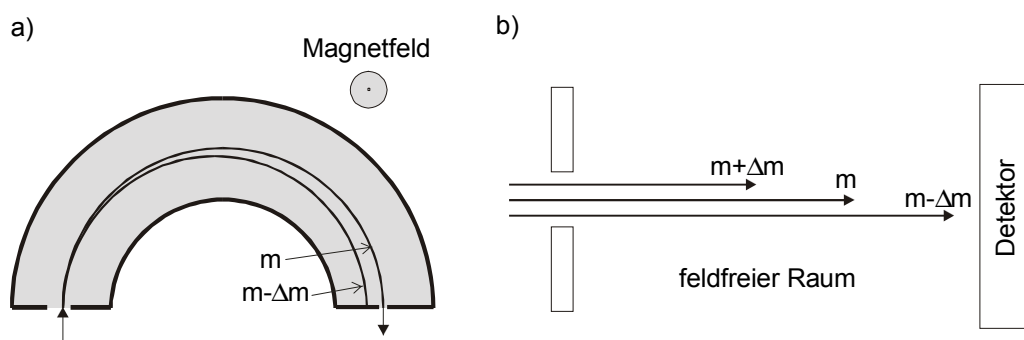 a)
Magnetfeld
m
m-Δm
b)
m+Δm
m
m-Δm
feldfreier Raum
Detektor